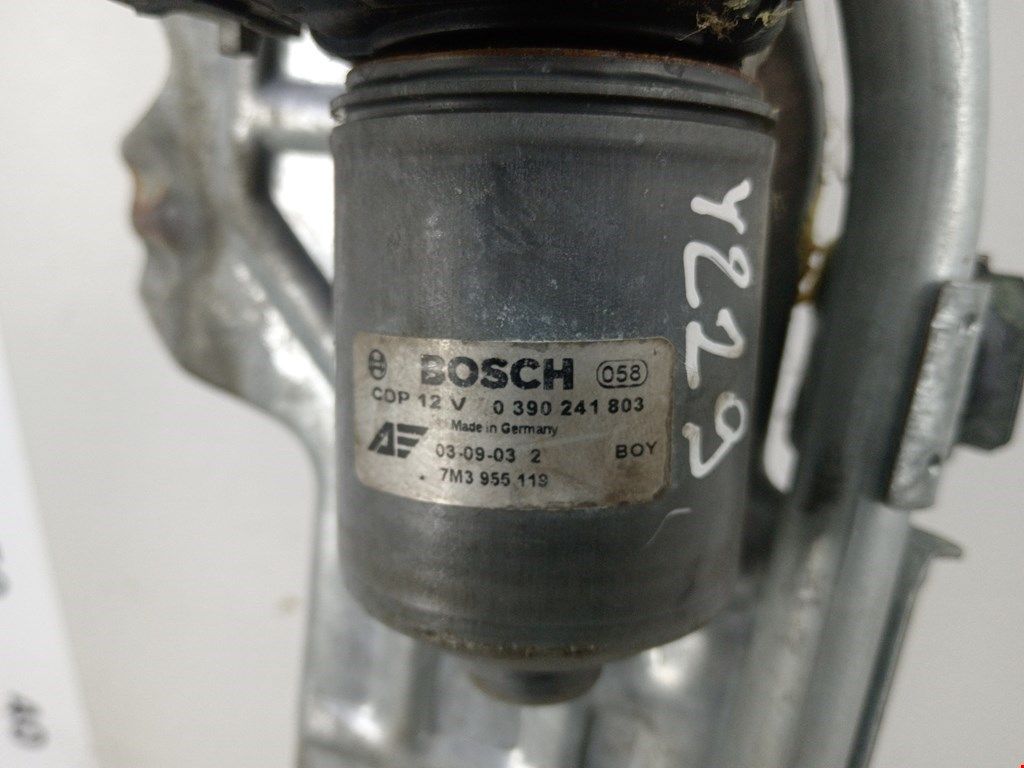 BOSCH 058
CDP 12 V 0 390 241 803
Made in Germany
03-09-03 2 BOY
7M3 955 119
Y229